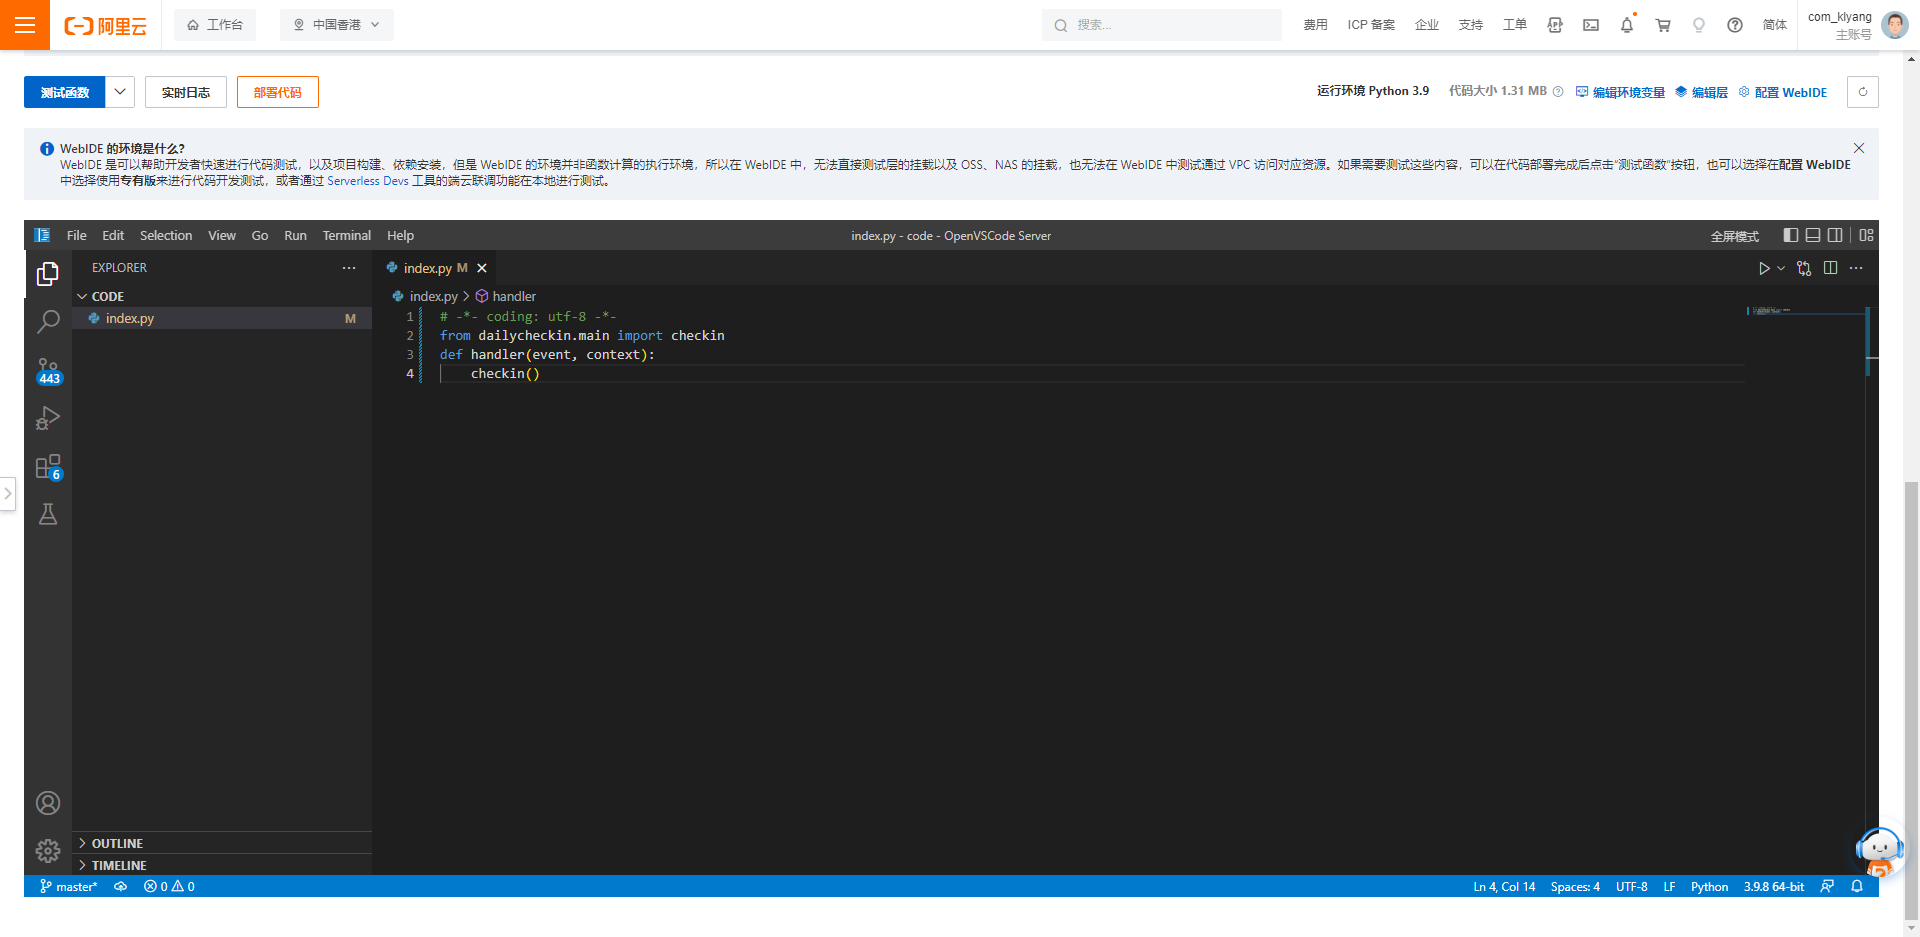 阿里云
工作台
中国香港
搜索...
费用
ICP 备案
企业
支持
工单
简体
com_klyang
主账号
测试函数
实时日志
部署代码
运行环境 Python 3.9
代码大小 1.31 MB
编辑环境变量
编辑层
配置 WebIDE
WebIDE 的环境是什么?
WebIDE 是可以帮助开发者快速进行代码测试，以及项目构建、依赖安装，但是 WebIDE 的环境并非函数计算的执行环境，所以在 WebIDE 中，无法直接测试层的挂载以及 OSS、NAS 的挂载，也无法在 WebIDE 中测试通过 VPC 访问对应资源。如果需要测试这些内容，可以在代码部署完成后点击“测试函数”按钮，也可以选择在配置 WebIDE
中选择使用专有版来进行代码开发测试，或者通过 Serverless Devs 工具的端云联调功能在本地进行测试。
File Edit Selection View Go Run Terminal Help
index.py - code - OpenVSCode Server
全屏模式
EXPLORER
index.py M
CODE
index.py M
443
6
index.py > handler
1 # -*- coding: utf-8 -*-
2 from dailycheckin.main import checkin
3 def handler(event, context):
4 checkin()
OUTLINE
TIMELINE
master* 0 0
Ln 4, Col 14 Spaces: 4 UTF-8 LF Python 3.9.8 64-bit